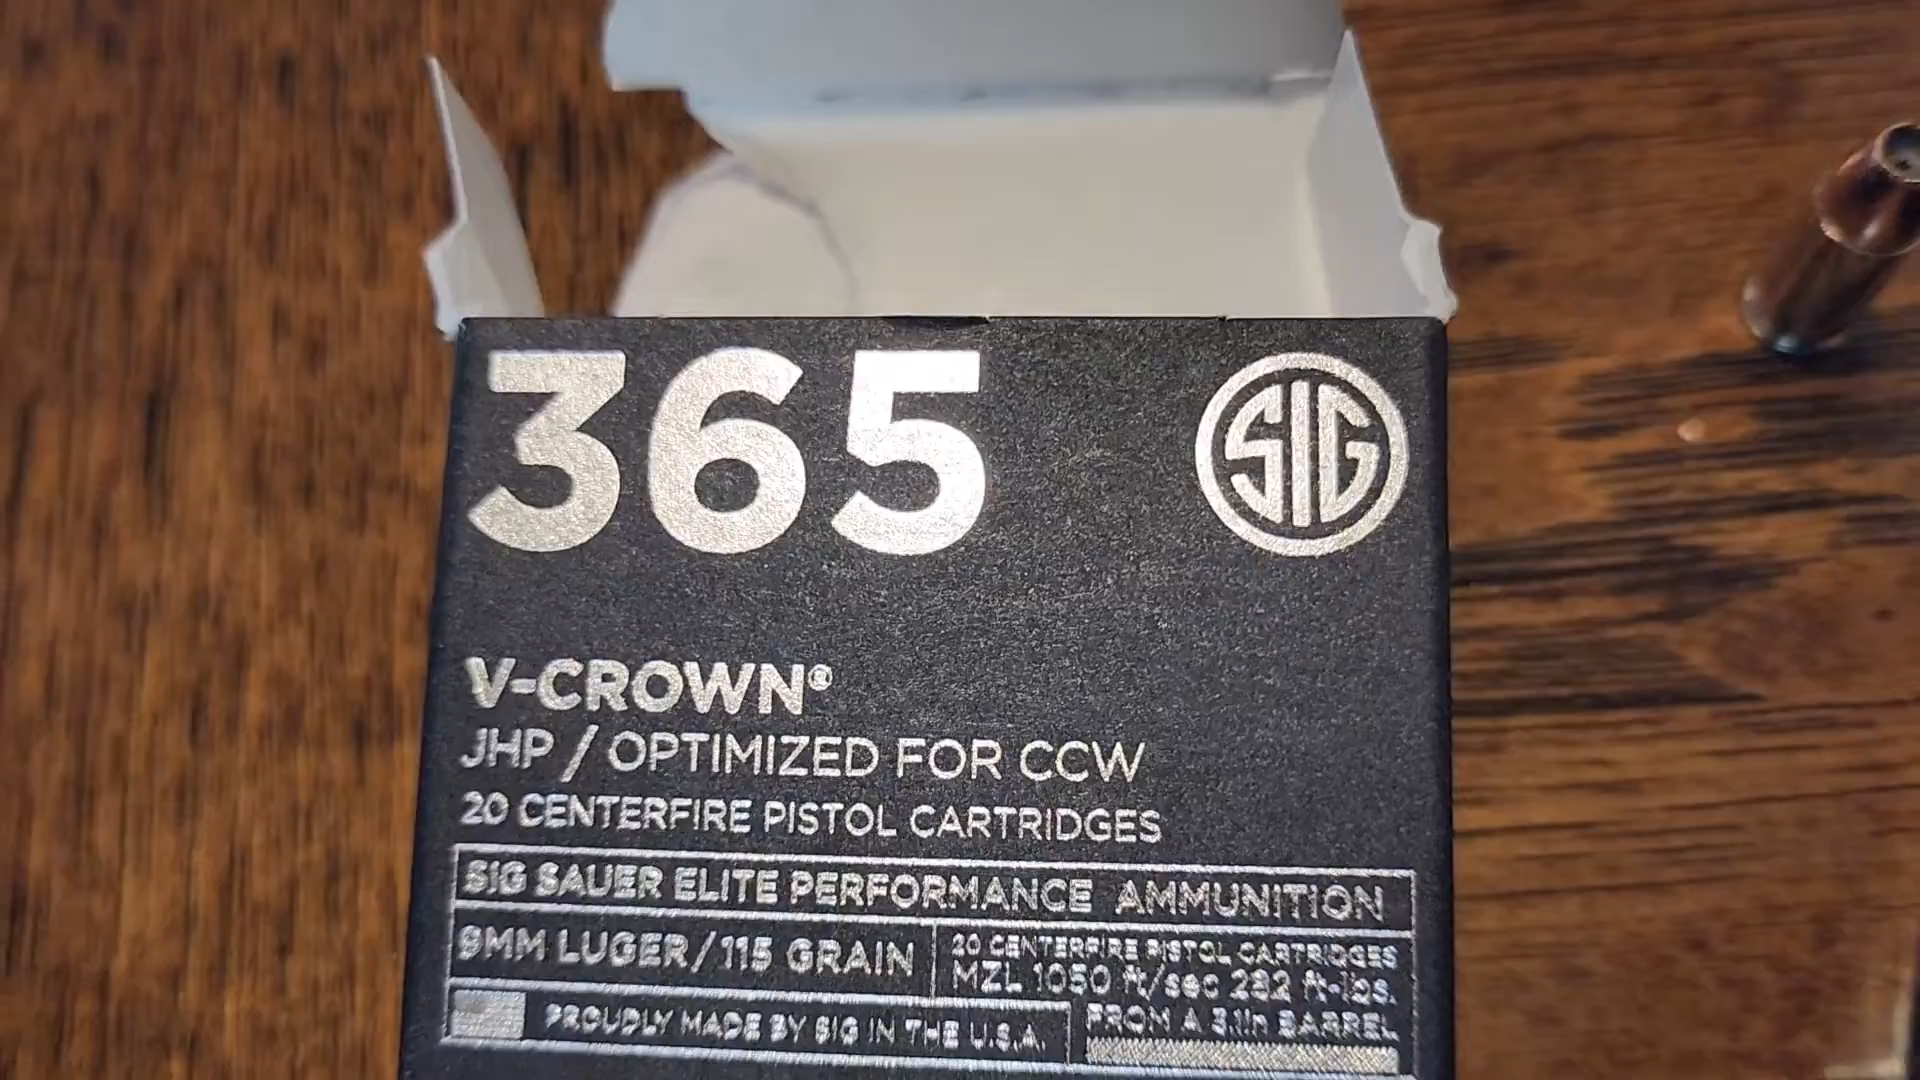 365
SIG
V-CROWN®
JHP / OPTIMIZED FOR CCW
20 CENTERFIRE PISTOL CARTRIDGES
SIG SAUER ELITE PERFORMANCE AMMUNITION
9MM LUGER/115 GRAIN
20 CENTERFIRE PISTOL CARTRIDGES
MZL 1050 ft/sec 282 ft-lbs.
FROM A 3.1in BARREL
PROUDLY MADE BY SIG IN THE U.S.A.